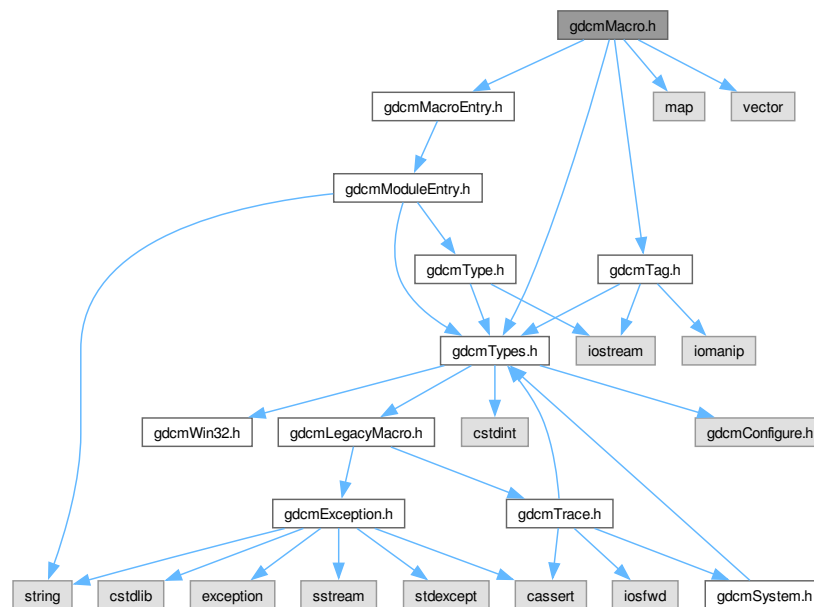 gdcmMacro.h
gdcmMacroEntry.h
map
vector
gdcmModuleEntry.h
gdcmType.h
gdcmTag.h
gdcmTypes.h
iostream
iomanip
gdcmWin32.h
gdcmLegacyMacro.h
cstdint
gdcmConfigure.h
gdcmException.h
gdcmTrace.h
string
cstdlib
exception
sstream
stdexcept
cassert
iosfwd
gdcmSystem.h